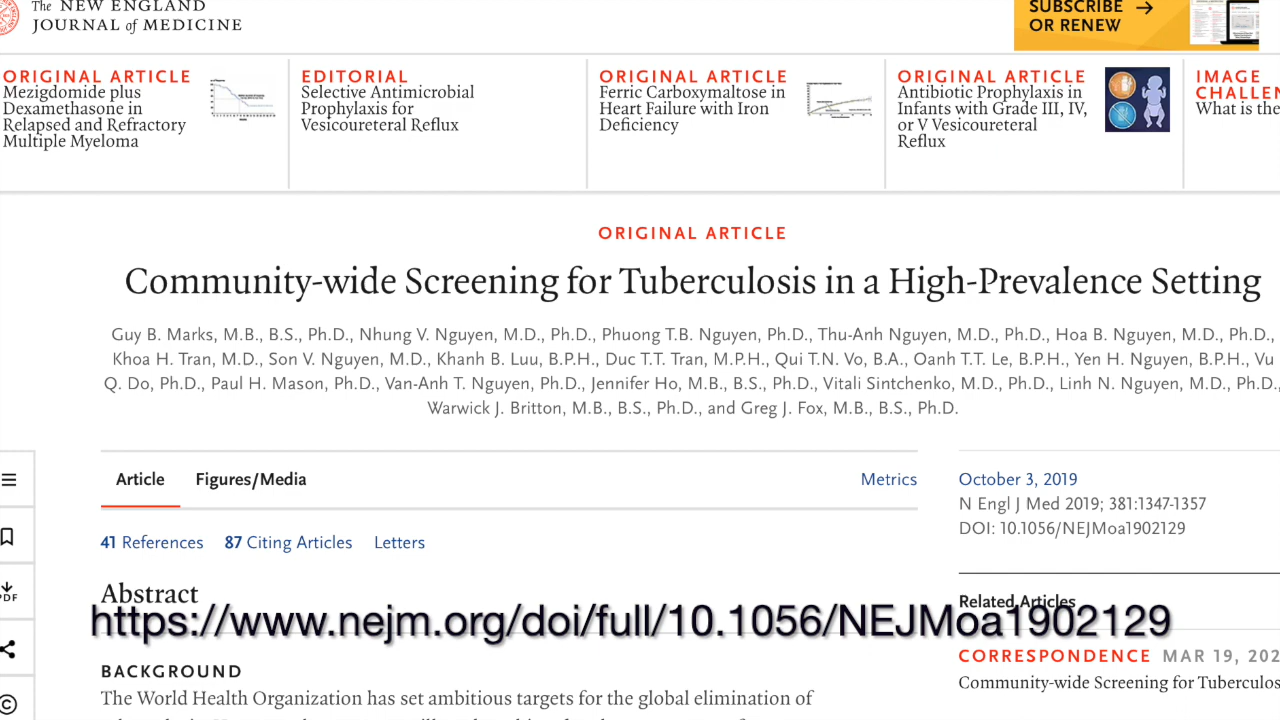 The NEW ENGLAND
JOURNAL of MEDICINE
SUBSCRIBE
OR RENEW
ORIGINAL ARTICLE
Mezigdomide plus
Dexamethasone in
Relapsed and Refractory
Multiple Myeloma
EDITORIAL
Selective Antimicrobial
Prophylaxis for
Vesicoureteral Reflux
ORIGINAL ARTICLE
Ferric Carboxymaltose in
Heart Failure with Iron
Deficiency
ORIGINAL ARTICLE
Antibiotic Prophylaxis in
Infants with Grade III, IV,
or V Vesicoureteral
Reflux
IMAGE
CHALLEN
What is the
ORIGINAL ARTICLE
Community-wide Screening for Tuberculosis in a High-Prevalence Setting
Guy B. Marks, M.B., B.S., Ph.D., Nhung V. Nguyen, M.D., Ph.D., Phuong T.B. Nguyen, Ph.D., Thu-Anh Nguyen, M.D., Ph.D., Hoa B. Nguyen, M.D., Ph.D.,
Khoa H. Tran, M.D., Son V. Nguyen, M.D., Khanh B. Luu, B.P.H., Duc T.T. Tran, M.P.H., Qui T.N. Vo, B.A., Oanh T.T. Le, B.P.H., Yen H. Nguyen, B.P.H., Vu
Q. Do, Ph.D., Paul H. Mason, Ph.D., Van-Anh T. Nguyen, Ph.D., Jennifer Ho, M.B., B.S., Ph.D., Vitali Sintchenko, M.D., Ph.D., Linh N. Nguyen, M.D., Ph.D.,
Warwick J. Britton, M.B., B.S., Ph.D., and Greg J. Fox, M.B., B.S., Ph.D.
Article Figures/Media Metrics
41 References 87 Citing Articles Letters
October 3, 2019
N Engl J Med 2019; 381:1347-1357
DOI: 10.1056/NEJMoa1902129
PDF
Abstract
Related Articles
https://www.nejm.org/doi/full/10.1056/NEJMoa1902129
CORRESPONDENCE MAR 19, 202
Community-wide Screening for Tuberculos
BACKGROUND
The World Health Organization has set ambitious targets for the global elimination of